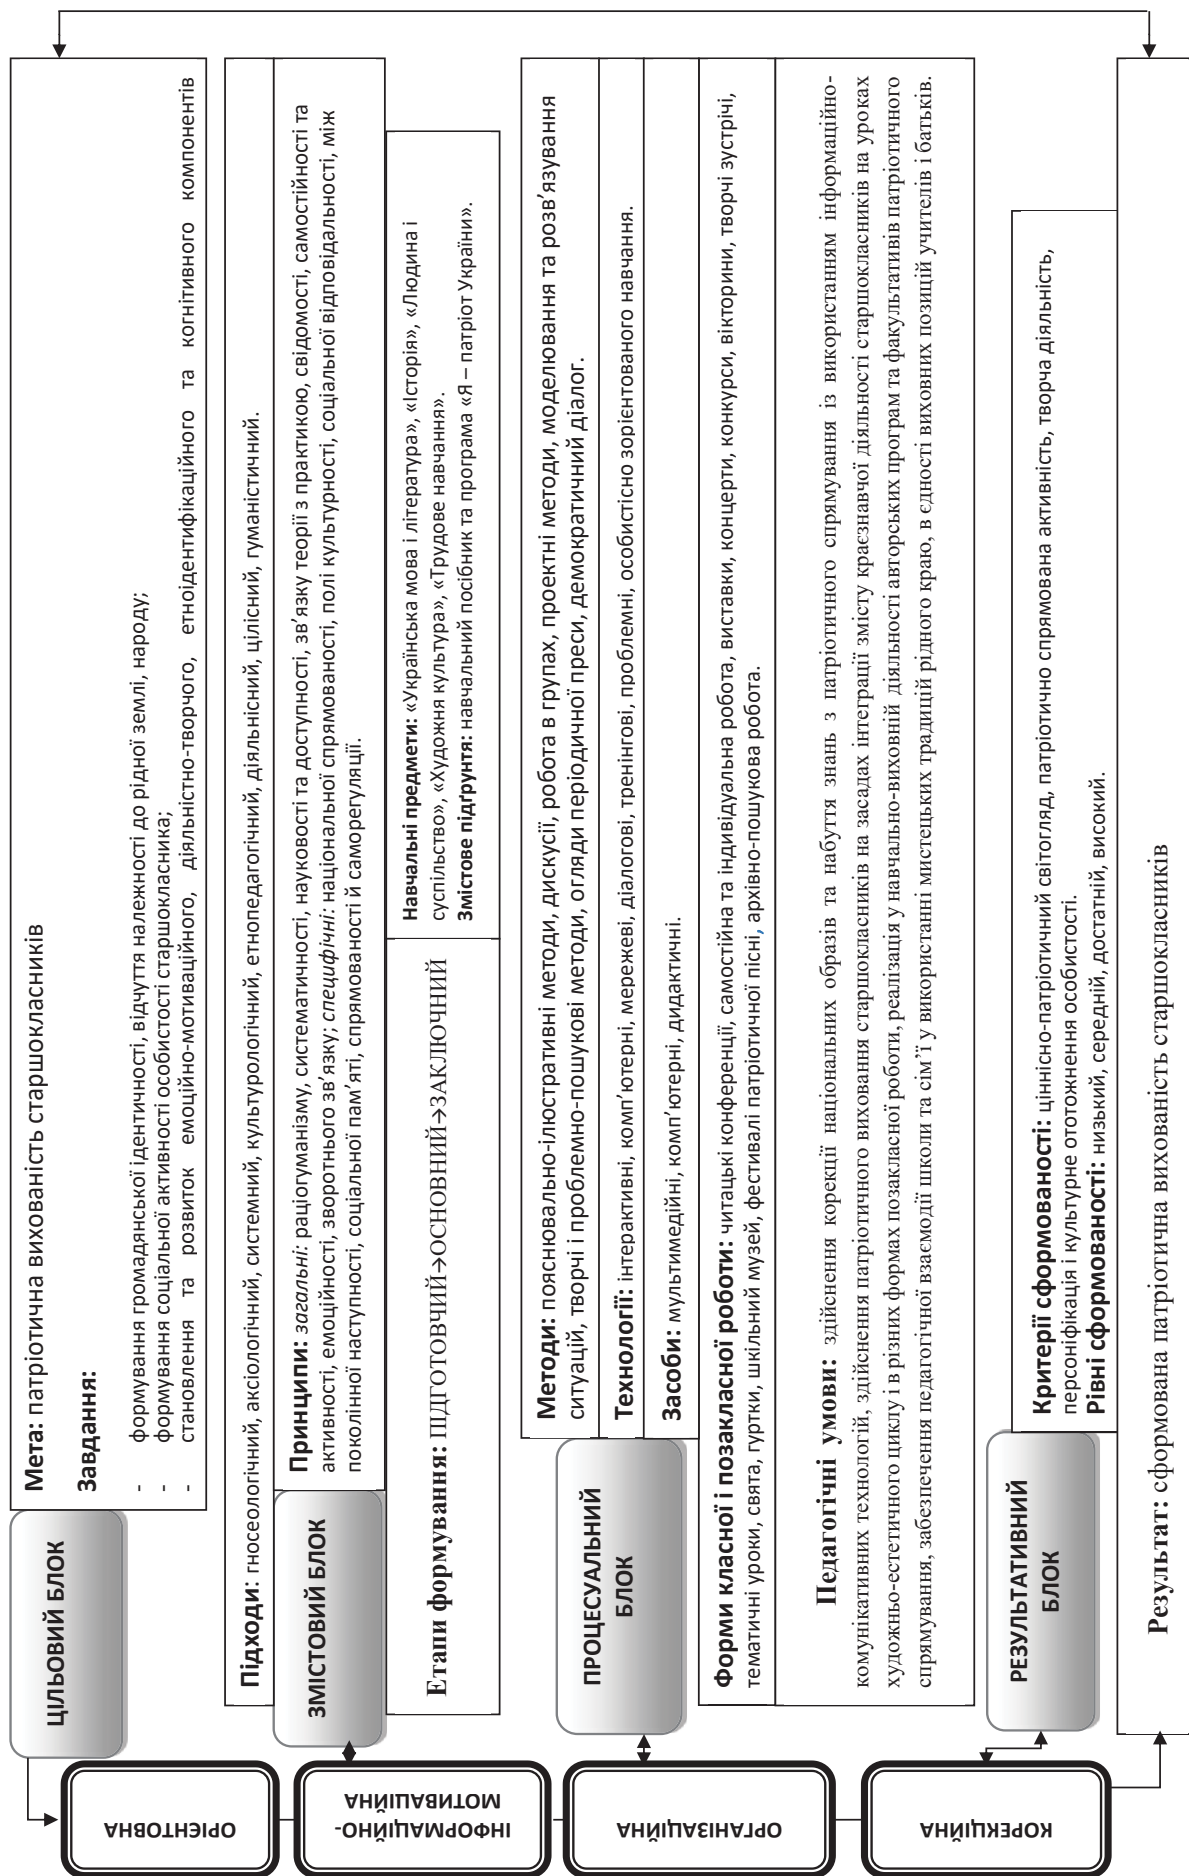 ЦІЛЬОВИЙ БЛОК
Мета: патріотична вихованість старшокласників
Завдання:
- формування громадянської ідентичності, відчуття належності до рідної землі, народу;
- формування соціальної активності особистості старшокласника;
- становлення та розвиток емоційно-мотиваційного, діяльністно-творчого, етноідентифікаційного та когнітивного компонентів
ОРІЄНТОВНА
Підходи: гносеологічний, аксіологічний, системний, культурологічний, етнопедагогічний, діяльнісний, цілісний, гуманістичний.
ЗМІСТОВИЙ БЛОК
Принципи: загальні: раціогуманізму, систематичності, науковості та доступності, зв'язку теорії з практикою, свідомості, самостійності та
активності, емоційності, зворотнього зв'язку; специфічні: національної спрямованості, полі культурності, соціальної відповідальності, між
поколінної наступності, соціальної пам'яті, спрямованості й саморегуляції.
ІНФОРМАЦІЙНО-
МОТИВАЦІЙНА
Етапи формування: ПІДГОТОВЧИЙ→ОСНОВНИЙ→ЗАКЛЮЧНИЙ
Навчальні предмети: «Українська мова і література», «Історія», «Людина і
суспільство», «Художня культура», «Трудове навчання».
Змістове підґрунтя: навчальний посібник та програма «Я – патріот України».
ПРОЦЕСУАЛЬНИЙ
БЛОК
Методи: пояснювально-ілюстративні методи, дискусії, робота в групах, проектні методи, моделювання та розв'язування
ситуацій, творчі і проблемно-пошукові методи, огляди періодичної преси, демократичний діалог.
Технології: інтерактивні, комп'ютерні, мережеві, діалогові, тренінгові, проблемні, особистісно зорієнтованого навчання.
Засоби: мультимедійні, комп'ютерні, дидактичні.
ОРГАНІЗАЦІЙНА
Форми класної і позакласної роботи: читацькі конференції, самостійна та індивідуальна робота, виставки, концерти, конкурси, вікторини, творчі зустрічі,
тематичні уроки, свята, гуртки, шкільний музей, фестивалі патріотичної пісні, архівно-пошукова робота.
Педагогічні умови: здійснення корекції національних образів та набуття знань з патріотичного спрямування із використанням інформаційно-
комунікативних технологій, здійснення патріотичного виховання старшокласників на засадах інтеграції змісту краєзнавчої діяльності старшокласників на уроках
художньо-естетичного циклу і в різних формах позакласної роботи, реалізація у навчально-виховній діяльності авторських програм та факультативів патріотичного
спрямування, забезпечення педагогічної взаємодії школи та сім`ї у використанні мистецьких традицій рідного краю, в єдності виховних позицій учителів і батьків.
РЕЗУЛЬТАТИВНИЙ
БЛОК
КОРЕКЦІЙНА
Критерії сформованості: ціннісно-патріотичний світогляд, патріотично спрямована активність, творча діяльність,
персоніфікація і культурне ототожнення особистості.
Рівні сформованості: низький, середній, достатній, високий.
Результат: сформована патріотична вихованість старшокласників